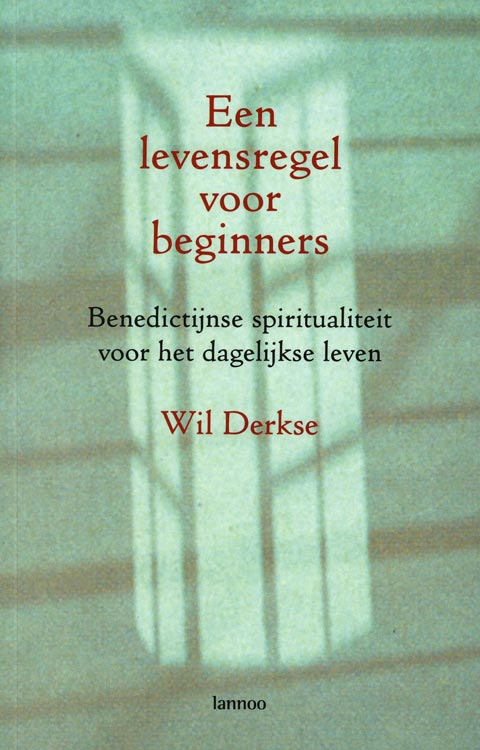 Een
levensregel
voor
beginners
Benedictijnse spiritualiteit
voor het dagelijkse leven
Wil Derkse
lannoo